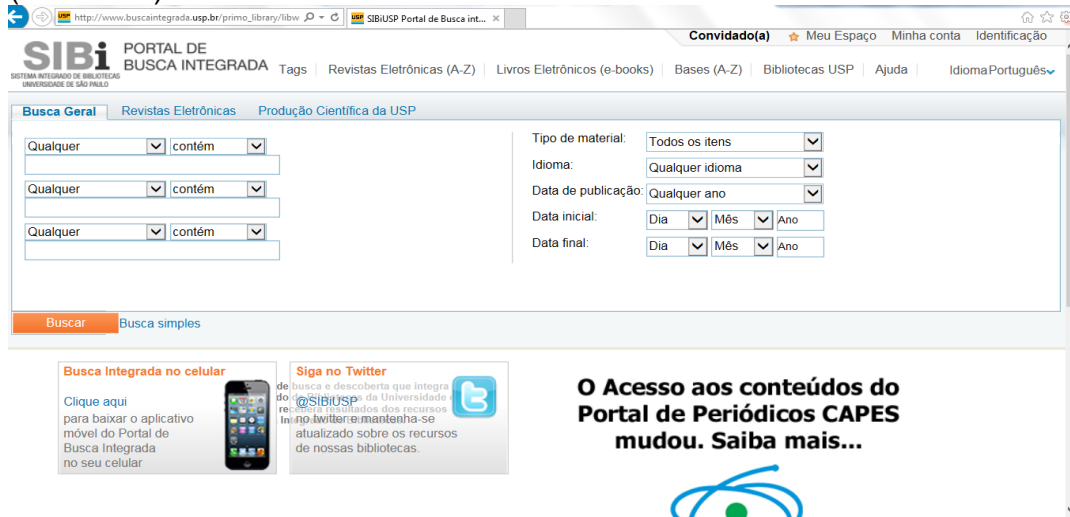 http://www.buscaintegrada.usp.br/primo_library/libw
SIBiUSP Portal de Busca int...
Convidado(a) Meu Espaço Minha conta Identificação
SIBi
SISTEMA INTEGRADO DE BIBLIOTECAS
UNIVERSIDADE DE SÃO PAULO
PORTAL DE
BUSCA INTEGRADA
Tags Revistas Eletrônicas (A-Z) Livros Eletrônicos (e-books) Bases (A-Z) Bibliotecas USP Ajuda Idioma Português
Busca Geral Revistas Eletrônicas Produção Científica da USP
Qualquer contém
Qualquer contém
Qualquer contém
Tipo de material: Todos os itens
Idioma: Qualquer idioma
Data de publicação: Qualquer ano
Data inicial: Dia Mês Ano
Data final: Dia Mês Ano
Buscar Busca simples
Busca Integrada no celular
Clique aqui
para baixar o aplicativo
móvel do Portal de
Busca Integrada
no seu celular
Siga no Twitter
de busca e descoberta que integra
@SIBiUSP
no twitter e mantenha-se
atualizado sobre os recursos
de nossas bibliotecas.
O Acesso aos conteúdos do
Portal de Periódicos CAPES
mudou. Saiba mais...